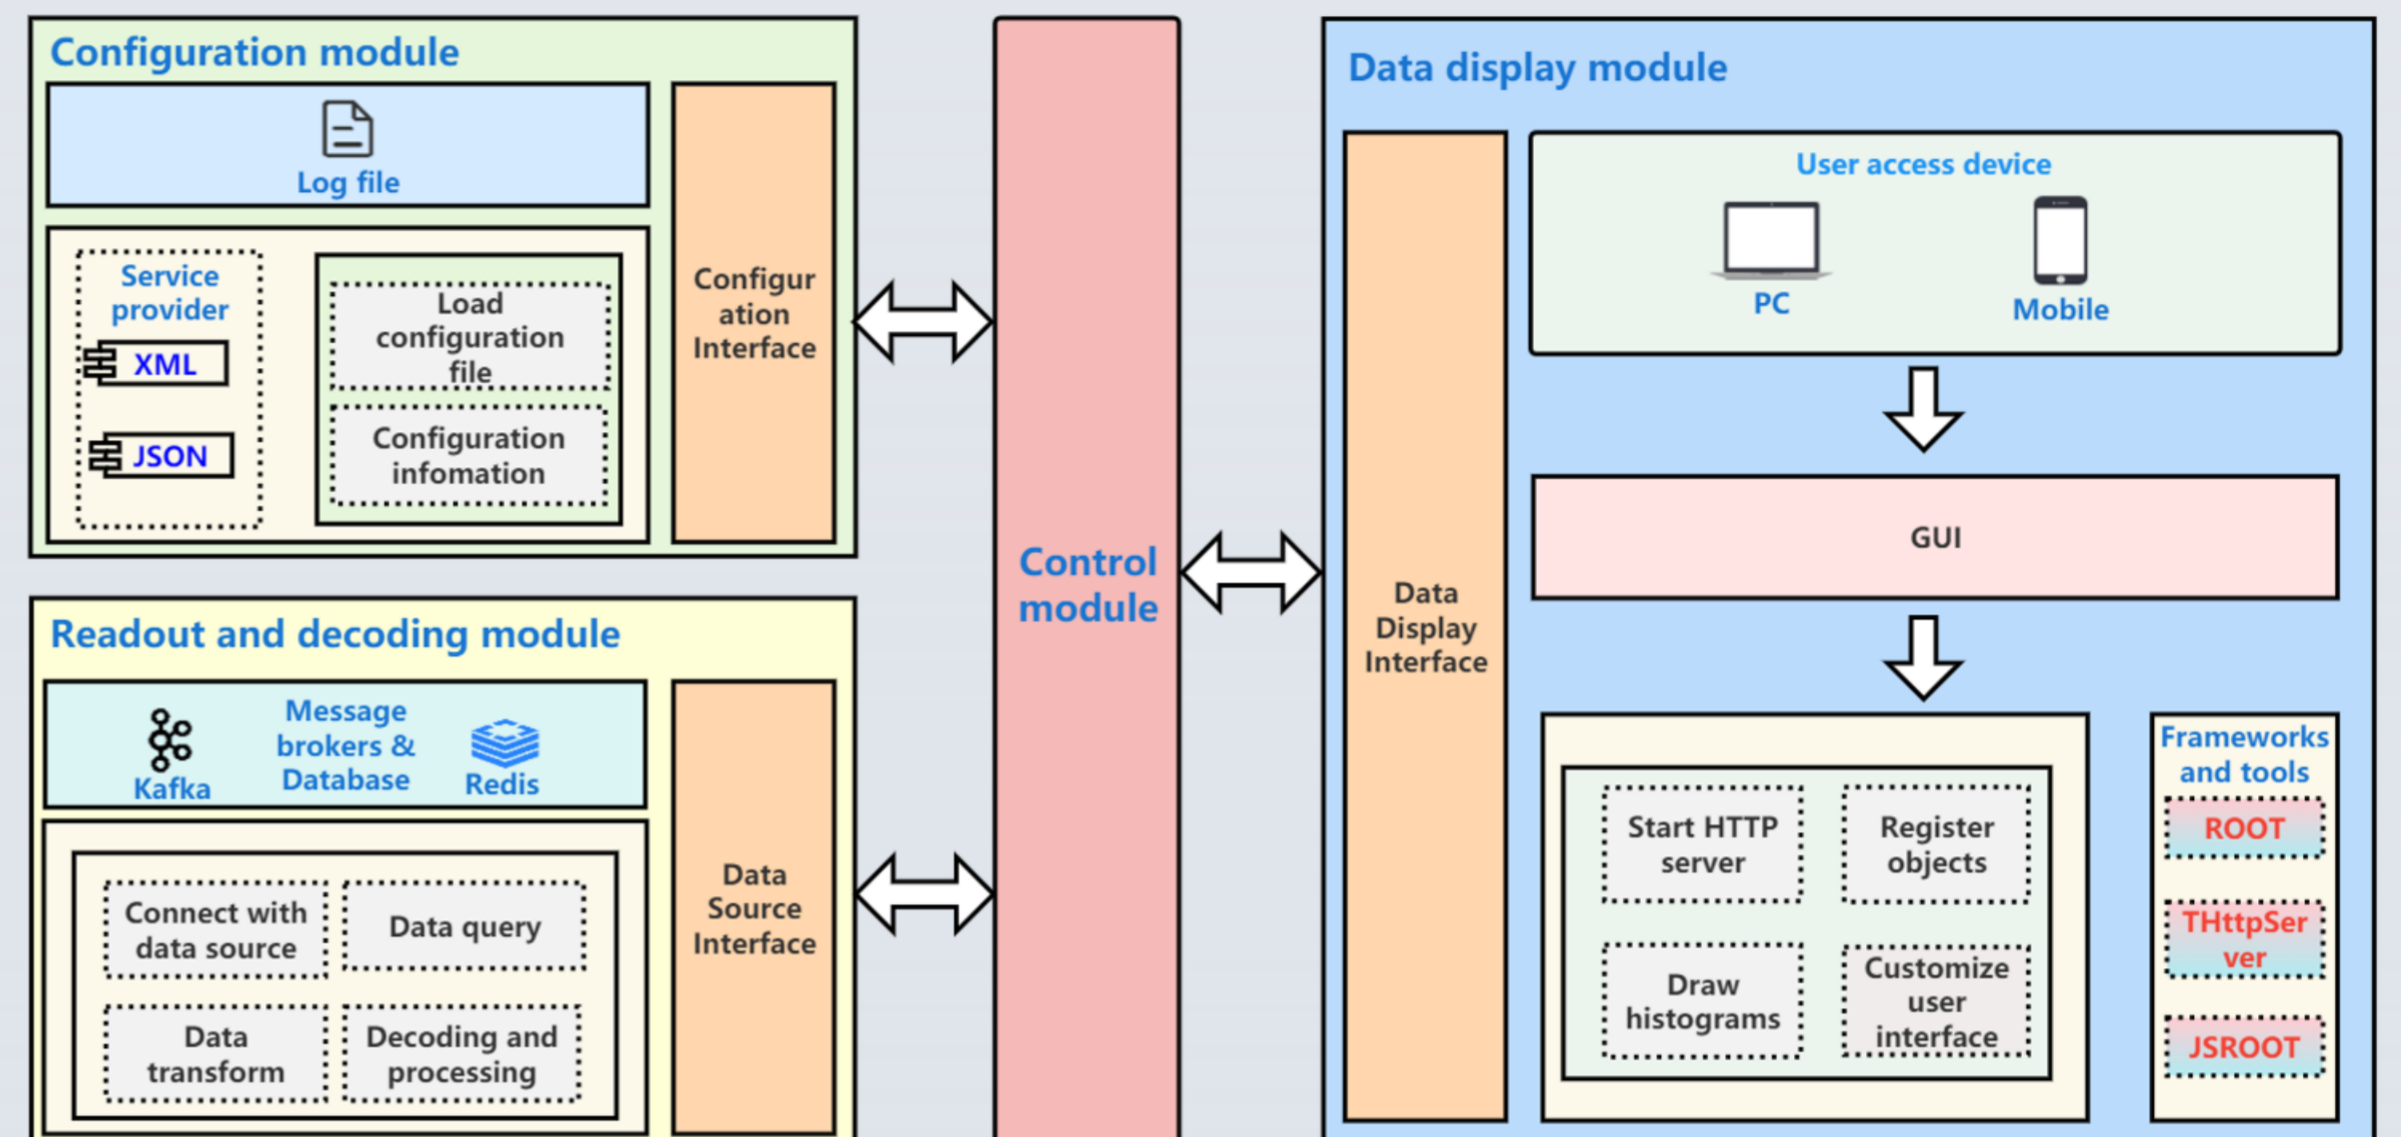 Configuration module
Log file
Service
provider
XML
JSON
Load
configuration
file
Configuration
infomation
Configur
ation
Interface
Readout and decoding module
Kafka
Message
brokers &
Database
Redis
Connect with
data source
Data query
Data
transform
Decoding and
processing
Data
Source
Interface
Control
module
Data display module
Data
Display
Interface
User access device
PC
Mobile
GUI
Start HTTP
server
Register
objects
Draw
histograms
Customize
user
interface
Frameworks
and tools
ROOT
THttpSer
ver
JSROOT